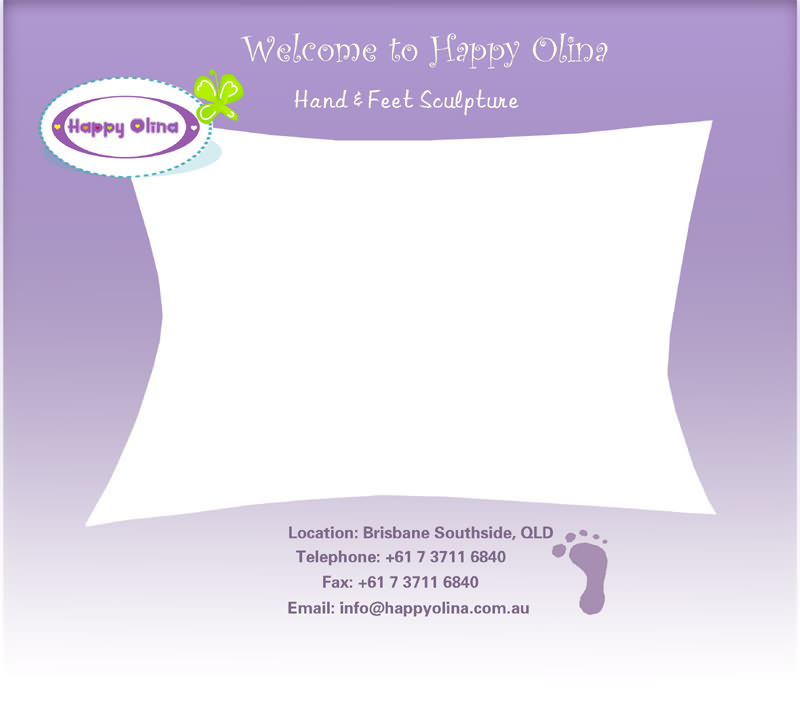 Welcome to Happy Olina
Hand & Feet Sculpture
Happy Olina
Location: Brisbane Southside, QLD
Telephone: +61 7 3711 6840
Fax: +61 7 3711 6840
Email: info@happyolina.com.au